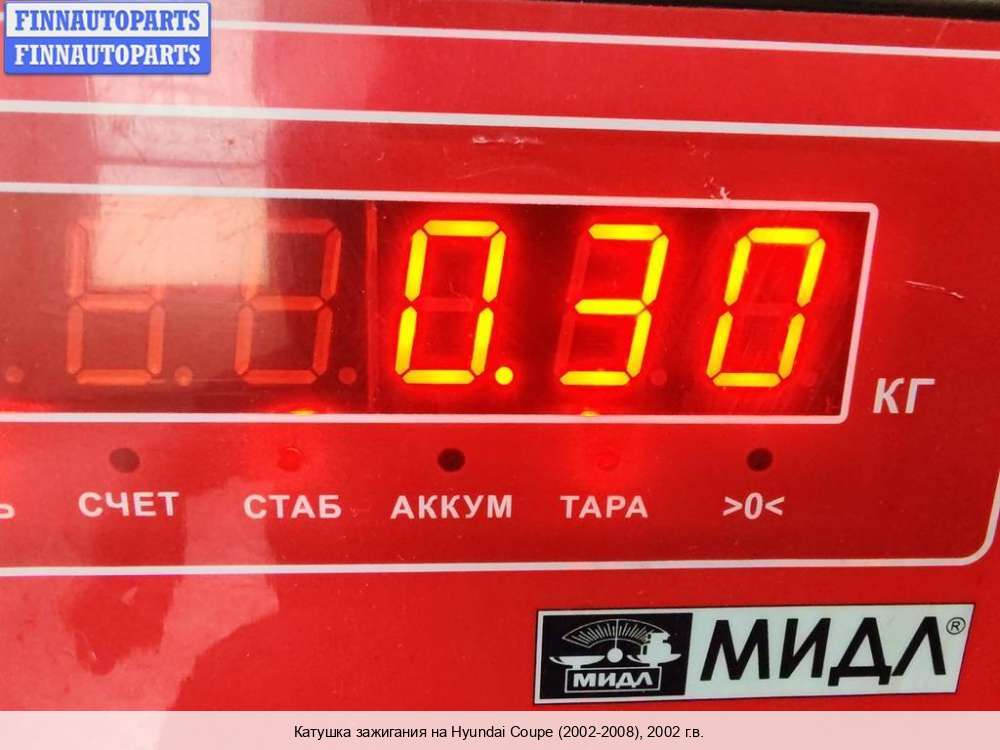 FINNAUTOPARTS
FINNAUTOPARTS
0.30
КГ
СЧЕТ СТАБ АККУМ ТАРА >0<
МИДЛ МИДЛ®
Катушка зажигания на Hyundai Coupe (2002-2008), 2002 г.в.